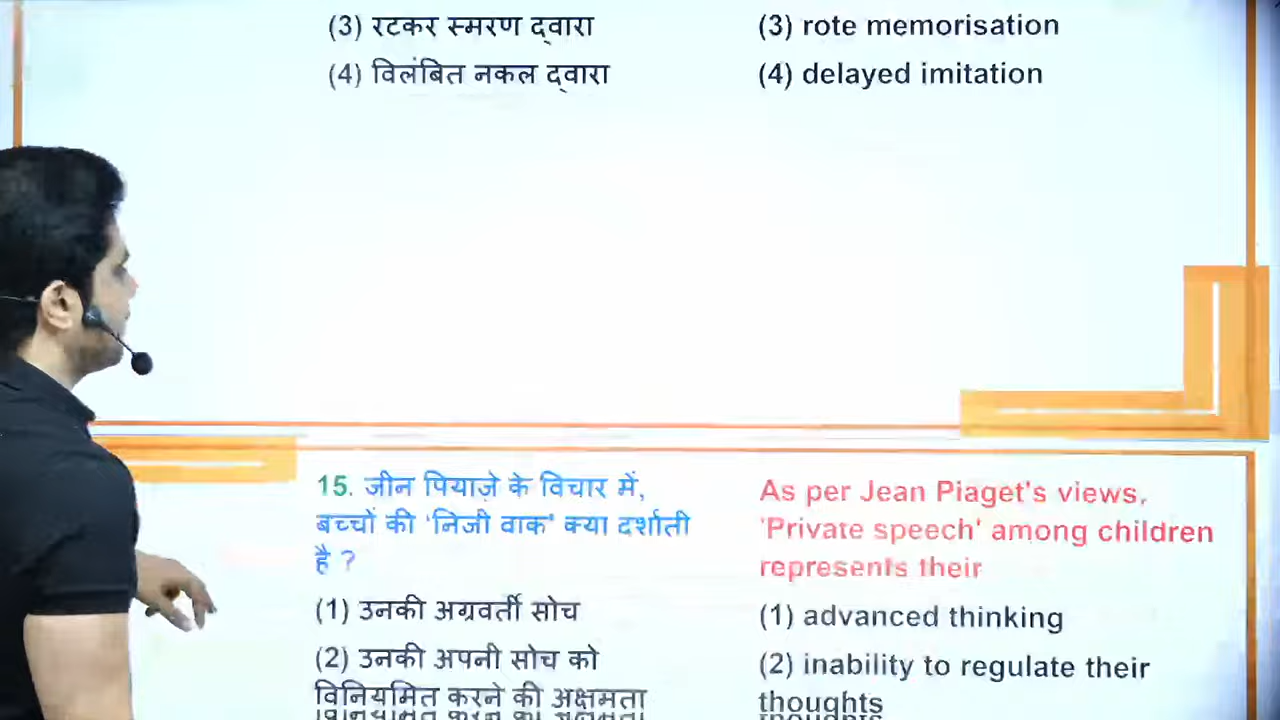 (3) रटकर स्मरण द्वारा
(4) विलंबित नकल द्वारा
(3) rote memorisation
(4) delayed imitation
15. जीन पियाज़े के विचार में,
बच्चों की 'निजी वाक' क्या दर्शाती
है ?
(1) उनकी अग्रवर्ती सोच
(2) उनकी अपनी सोच को
विनियमित करने की अक्षमता
As per Jean Piaget's views,
'Private speech' among children
represents their
(1) advanced thinking
(2) inability to regulate their
thoughts